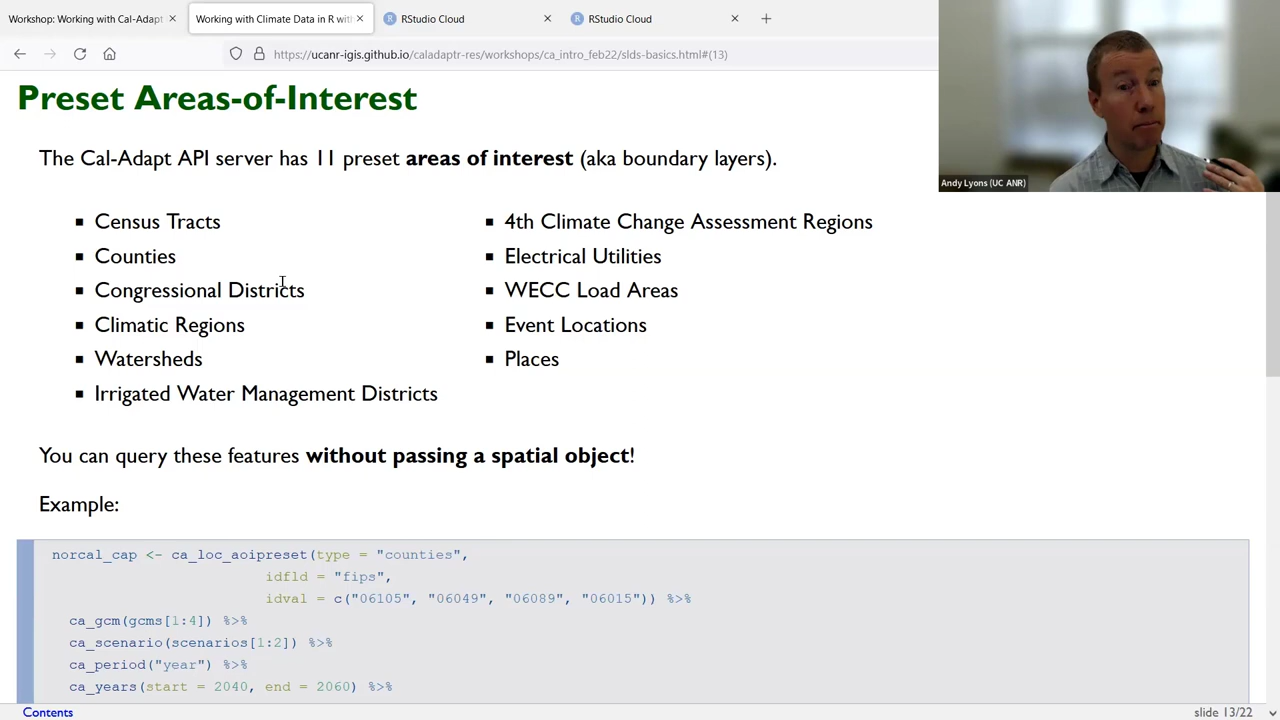 Workshop: Working with Cal-Adapt
Working with Climate Data in R with
RStudio Cloud
RStudio Cloud
https://ucanr-igis.github.io/caladaptr-res/workshops/ca_intro_feb22/slds-basics.html#(13)
Preset Areas-of-Interest
The Cal-Adapt API server has 11 preset areas of interest (aka boundary layers).
Census Tracts
Counties
Congressional Districts
Climatic Regions
Watersheds
Irrigated Water Management Districts
4th Climate Change Assessment Regions
Electrical Utilities
WECC Load Areas
Event Locations
Places
You can query these features without passing a spatial object!
Example:
norcal_cap <- ca_loc_aoipreset(type = "counties",
idfld = "fips",
idval = c("06105", "06049", "06089", "06015")) %>%
ca_gcm(gcms[1:4]) %>%
ca_scenario(scenarios[1:2]) %>%
ca_period("year") %>%
ca_years(start = 2040, end = 2060) %>%
Contents
slide 13/22
Andy Lyons (UC ANR)